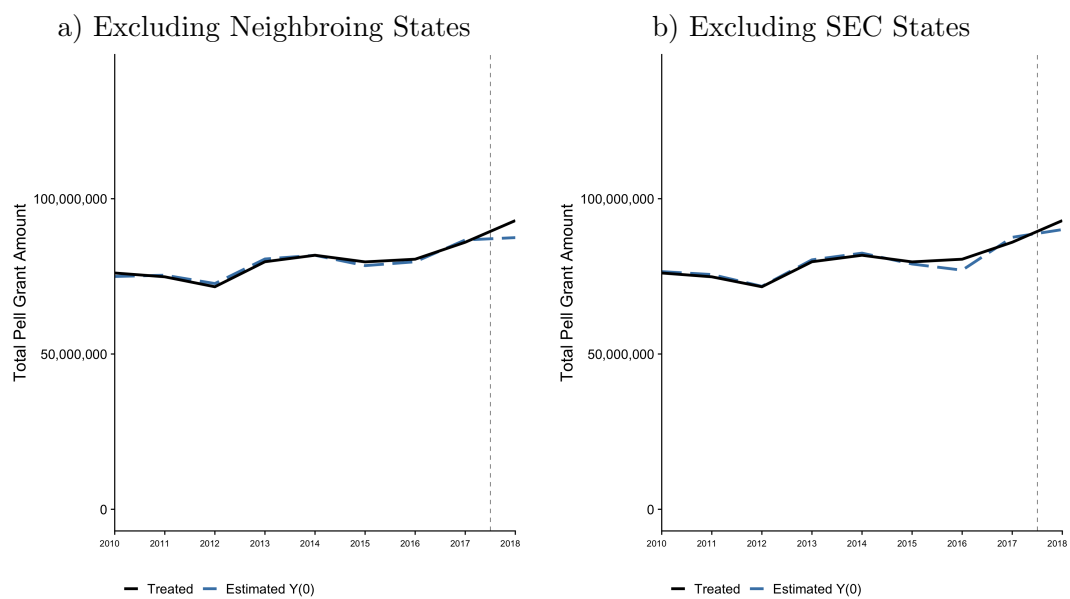 a) Excluding Neighbroing States
Total Pell Grant Amount
100,000,000
50,000,000
0
2010 2011 2012 2013 2014 2015 2016 2017 2018
Treated Estimated Y(0)
b) Excluding SEC States
Total Pell Grant Amount
100,000,000
50,000,000
0
2010 2011 2012 2013 2014 2015 2016 2017 2018
Treated Estimated Y(0)